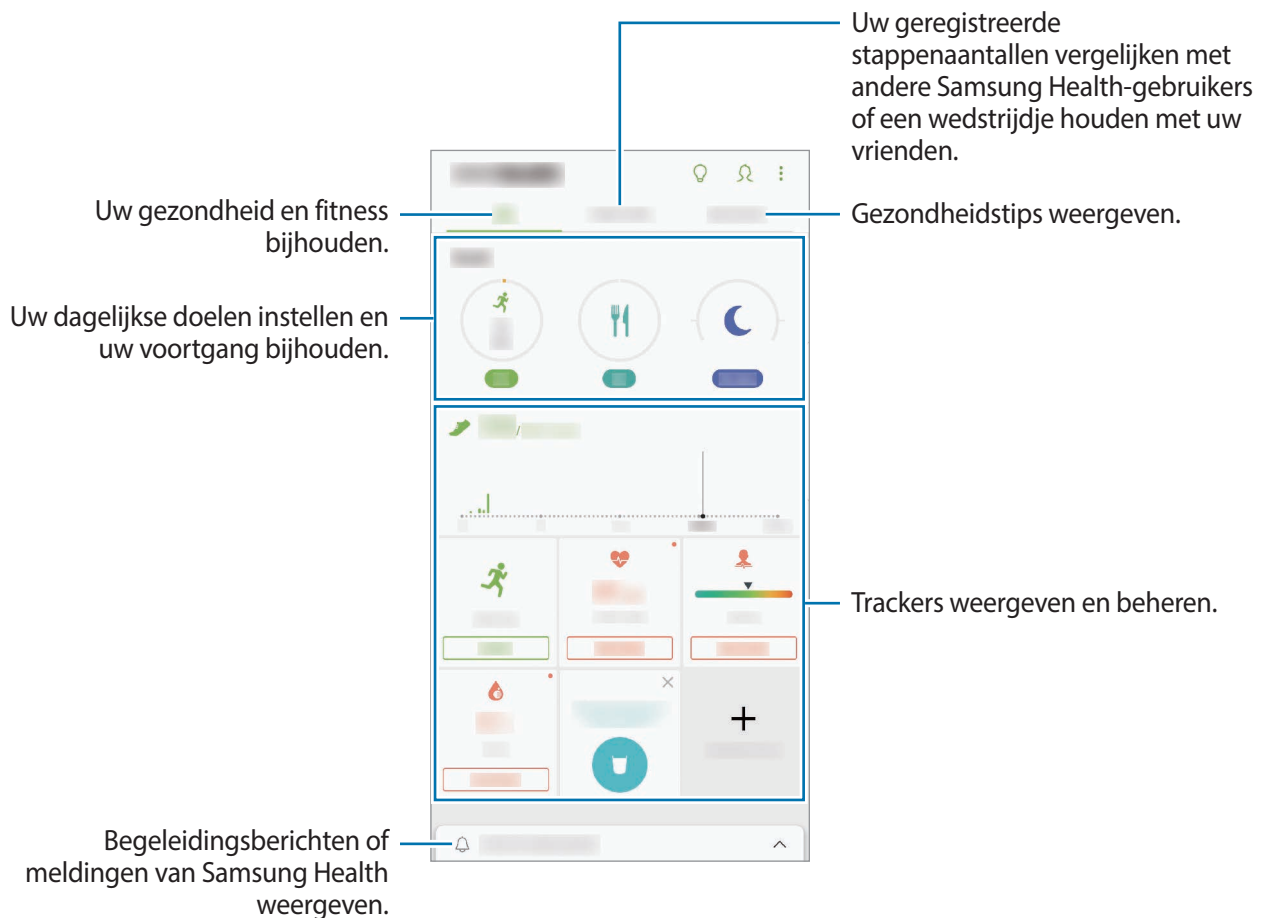 Uw geregistreerde
stappenaantallen vergelijken met
andere Samsung Health-gebruikers
of een wedstrijdje houden met uw
vrienden.
Uw gezondheid en fitness
bijhouden.
Gezondheidstips weergeven.
Uw dagelijkse doelen instellen en
uw voortgang bijhouden.
Trackers weergeven en beheren.
Begeleidingsberichten of
meldingen van Samsung Health
weergeven.